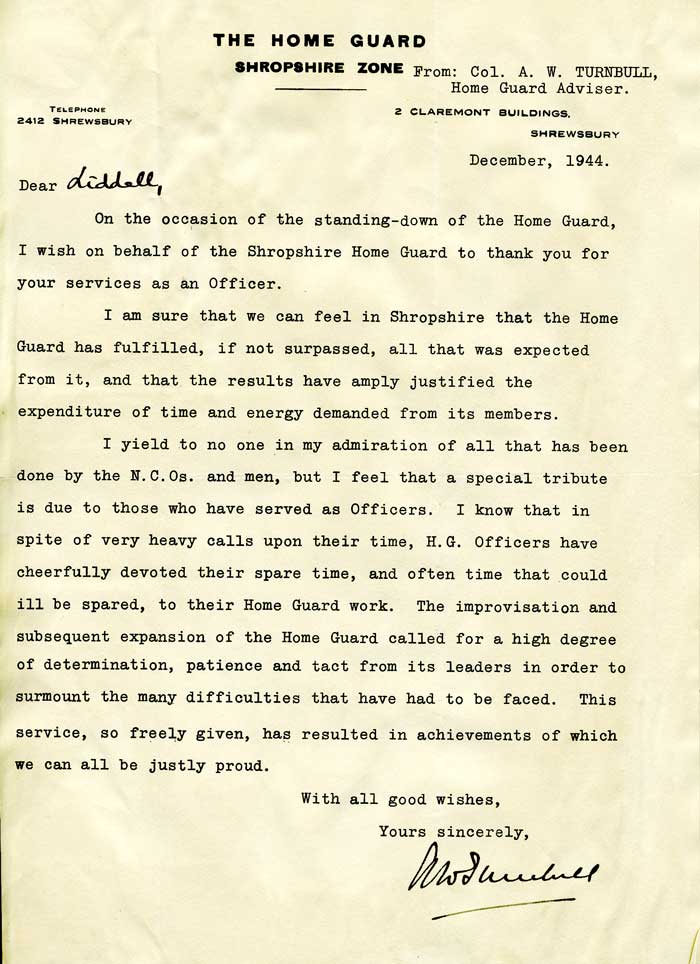 THE HOME GUARD
SHROPSHIRE ZONE
From: Col. A. W. TURNBULL,
Home Guard Adviser.
TELEPHONE
2412 SHREWSBURY
2 CLAREMONT BUILDINGS,
SHREWSBURY
December, 1944.
Dear Liddell,
On the occasion of the standing-down of the Home Guard,
I wish on behalf of the Shropshire Home Guard to thank you for
your services as an Officer.
I am sure that we can feel in Shropshire that the Home
Guard has fulfilled, if not surpassed, all that was expected
from it, and that the results have amply justified the
expenditure of time and energy demanded from its members.
I yield to no one in my admiration of all that has been
done by the N.C.Os. and men, but I feel that a special tribute
is due to those who have served as Officers. I know that in
spite of very heavy calls upon their time, H.G. Officers have
cheerfully devoted their spare time, and often time that could
ill be spared, to their Home Guard work. The improvisation and
subsequent expansion of the Home Guard called for a high degree
of determination, patience and tact from its leaders in order to
surmount the many difficulties that have had to be faced. This
service, so freely given, has resulted in achievements of which
we can all be justly proud.
With all good wishes,
Yours sincerely,
AWTurnbull